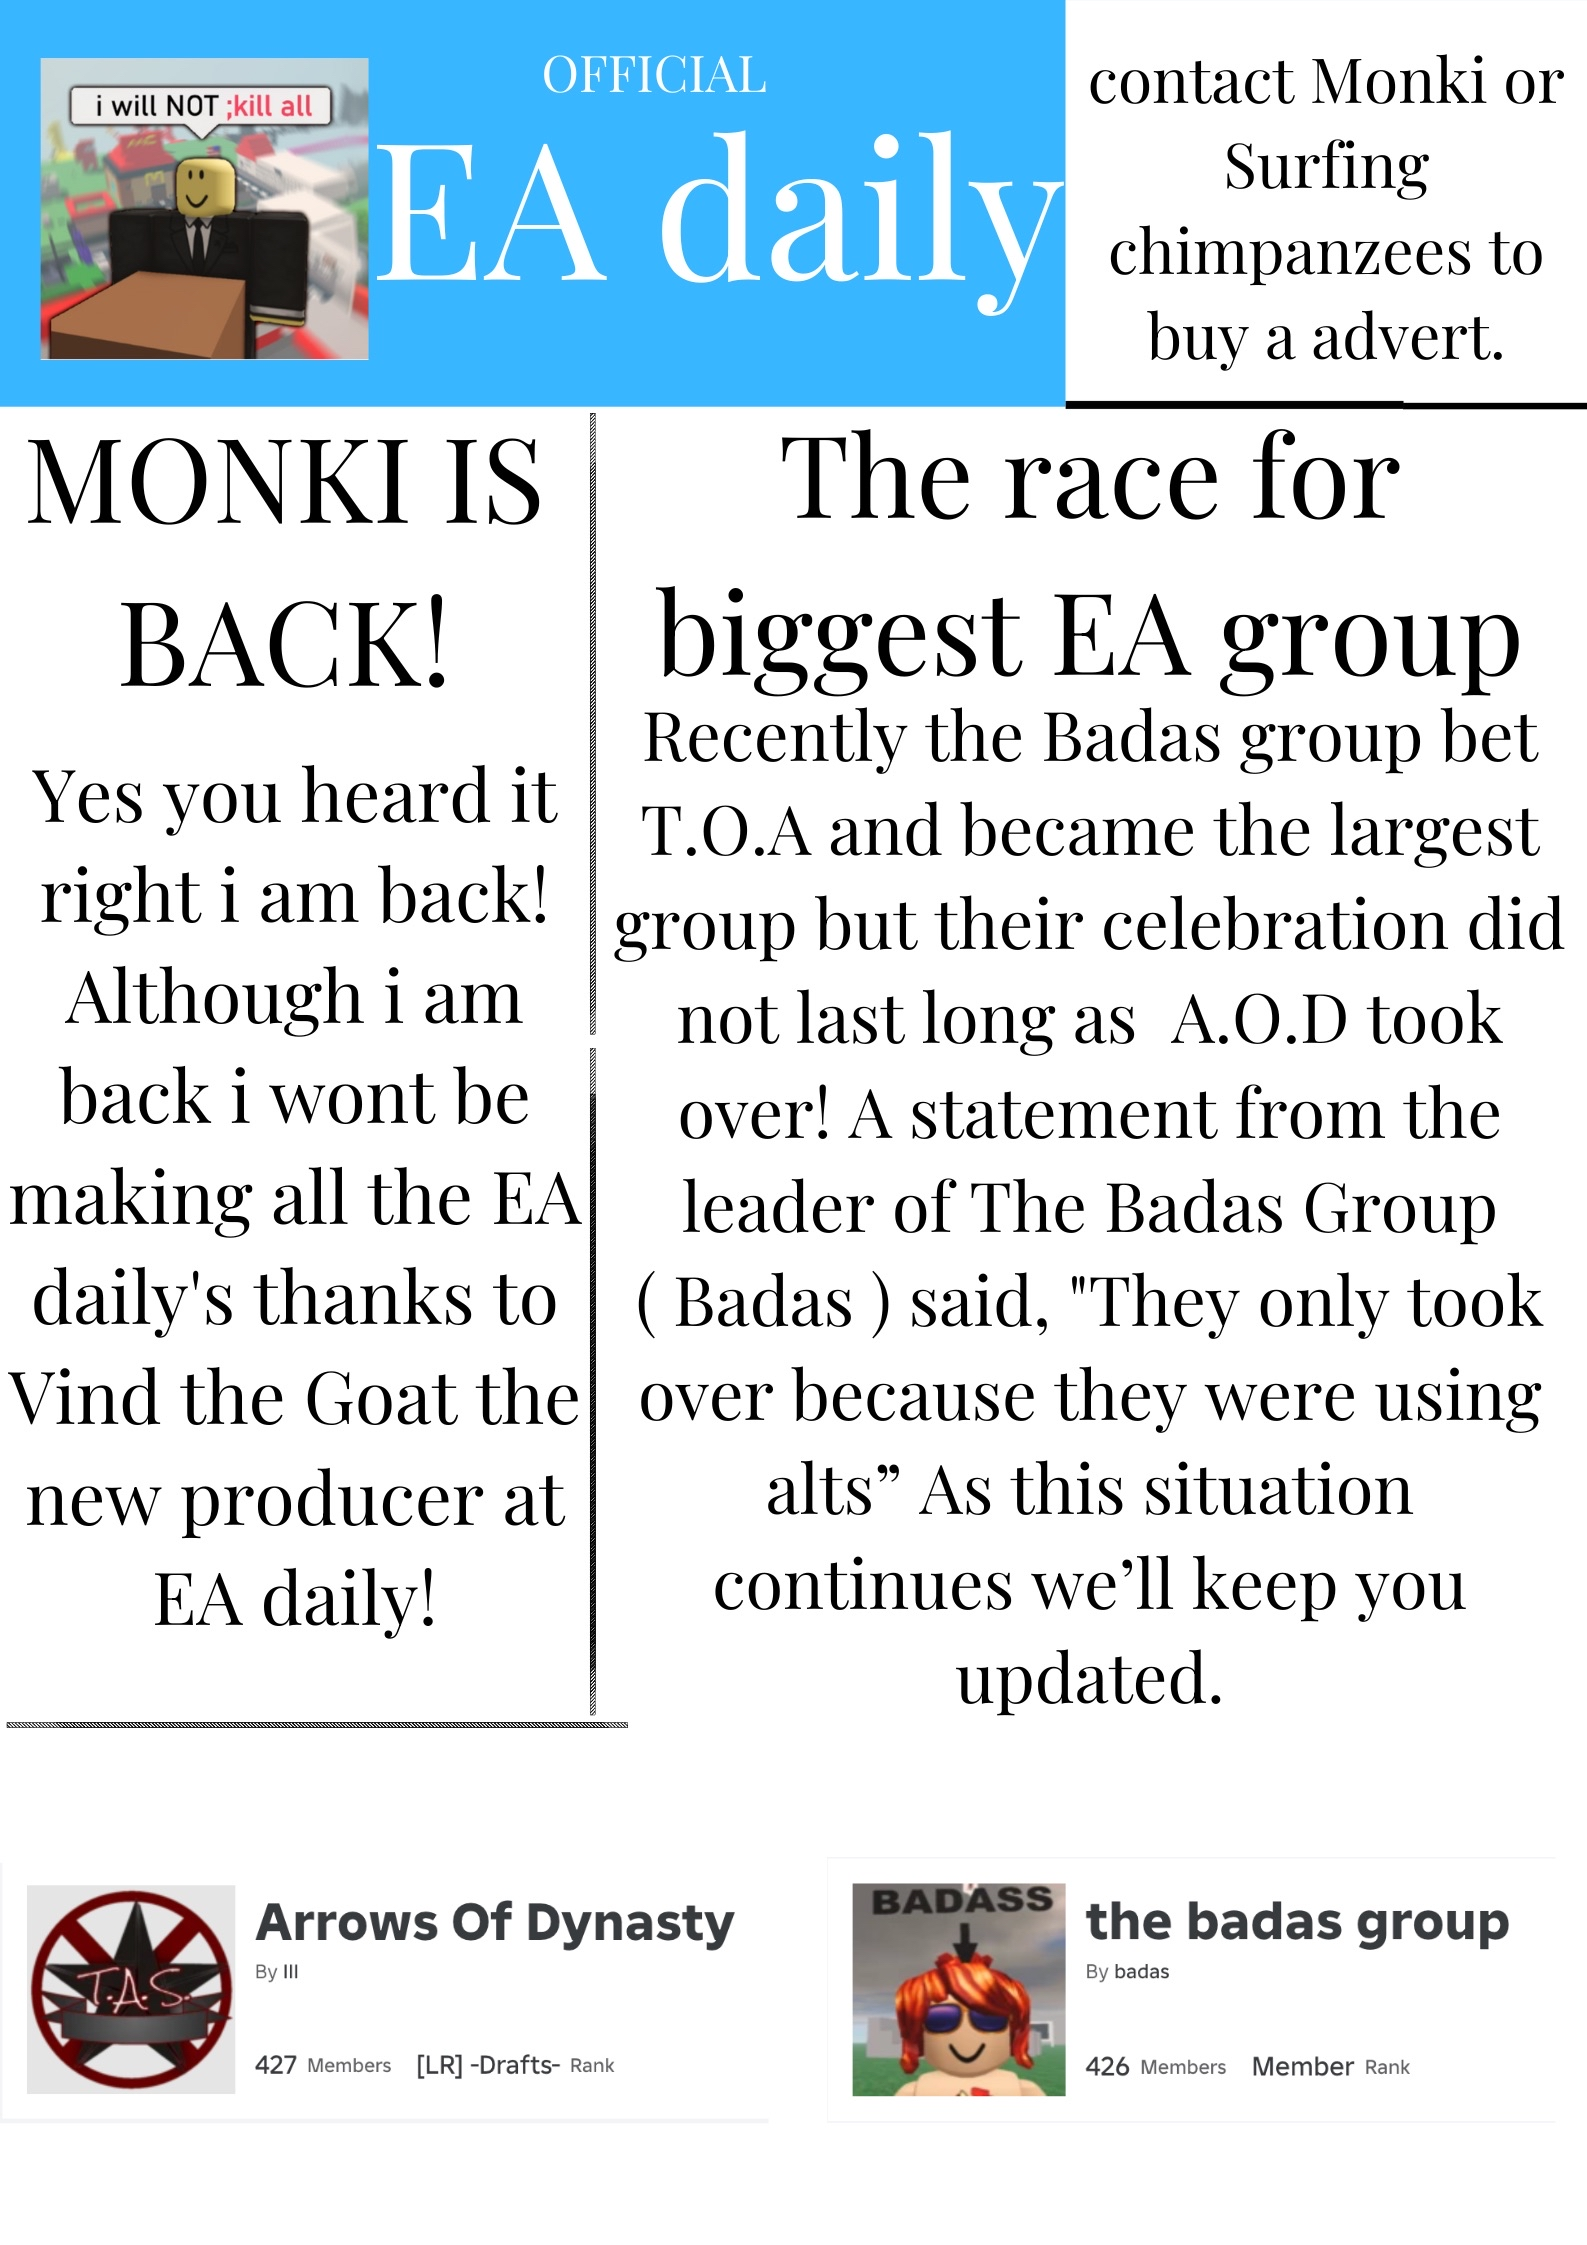 i will NOT ;kill all
OFFICIAL
EA daily
contact Monki or
Surfing
chimpanzees to
buy a advert.
MONKI IS
BACK!
Yes you heard it
right i am back!
Although i am
back i wont be
making all the EA
daily's thanks to
Vind the Goat the
new producer at
EA daily!
The race for
biggest EA group
Recently the Badas group bet
T.O.A and became the largest
group but their celebration did
not last long as  A.O.D took
over! A statement from the
leader of The Badas Group
( Badas ) said, "They only took
over because they were using
alts” As this situation
continues we’ll keep you
updated.
T.A.S.
Arrows Of Dynasty
By III
427 Members [LR] -Drafts- Rank
BADASS
the badas group
By badas
426 Members Member Rank